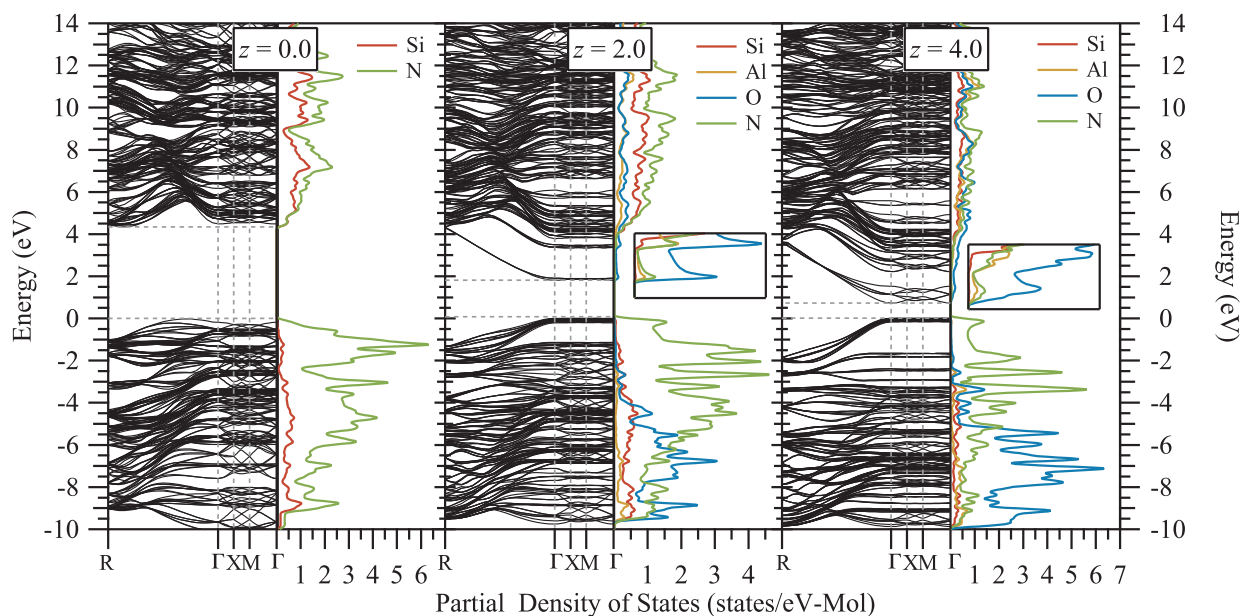 14
12
10
8
6
4
2
0
-2
-4
-6
-8
-10
Energy (eV)
z = 0.0
Si
N
z = 2.0
Si
Al
O
N
z = 4.0
Si
Al
O
N
14
12
10
8
6
4
2
0
-2
-4
-6
-8
-10
Energy (eV)
R Γ X M Γ 1 2 3 4 5 6
R Γ X M Γ 1 2 3 4
R Γ X M Γ 1 2 3 4 5 6 7
Partial Density of States (states/eV-Mol)